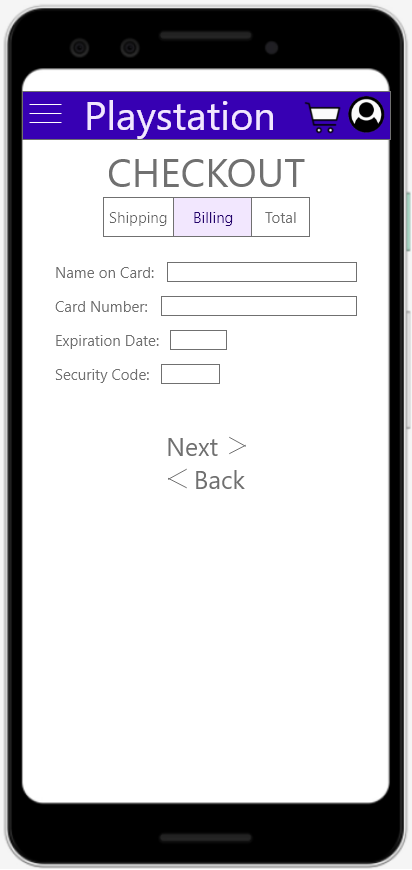 Playstation
CHECKOUT
Shipping Billing Total
Name on Card:
Card Number:
Expiration Date:
Security Code:
Next >
< Back